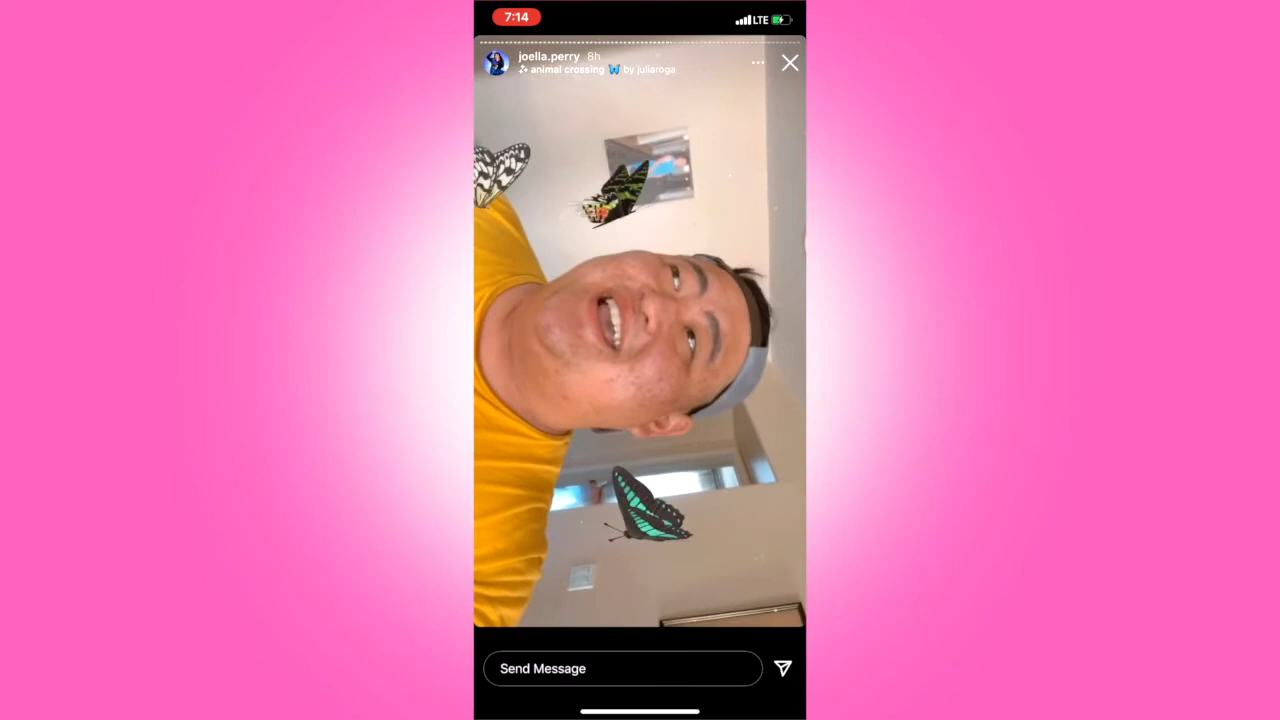 7:14
LTE
joella.perry 8h
animal crossing 🦋 by juliaroga
Send Message